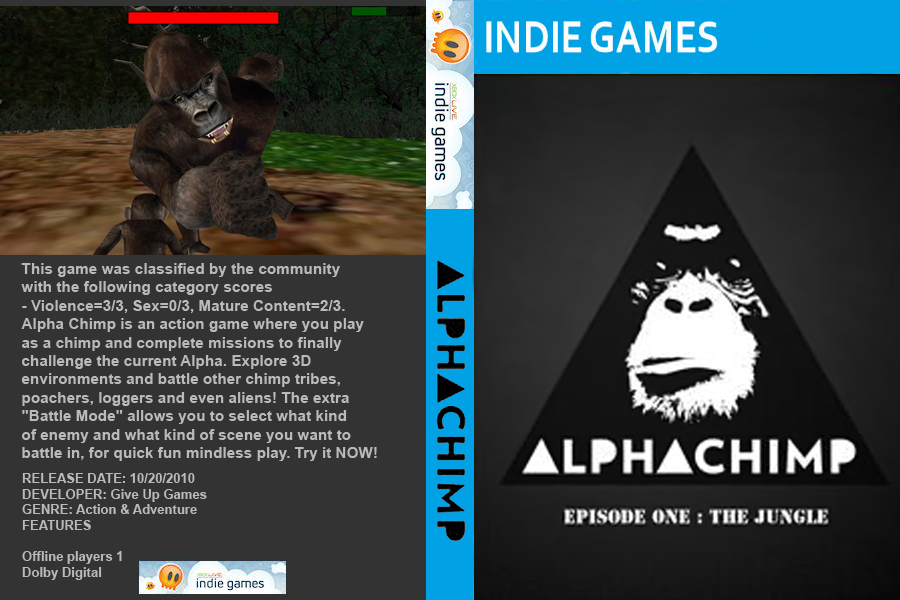 This game was classified by the community
with the following category scores
- Violence=3/3, Sex=0/3, Mature Content=2/3.
Alpha Chimp is an action game where you play
as a chimp and complete missions to finally
challenge the current Alpha. Explore 3D
environments and battle other chimp tribes,
poachers, loggers and even aliens! The extra
"Battle Mode" allows you to select what kind
of enemy and what kind of scene you want to
battle in, for quick fun mindless play. Try it NOW!
RELEASE DATE: 10/20/2010
DEVELOPER: Give Up Games
GENRE: Action & Adventure
FEATURES
Offline players 1
Dolby Digital
XBOX LIVE
indie games
XBOX LIVE
indie games
ALPHACHIMP
INDIE GAMES
ALPHACHIMP
EPISODE ONE : THE JUNGLE